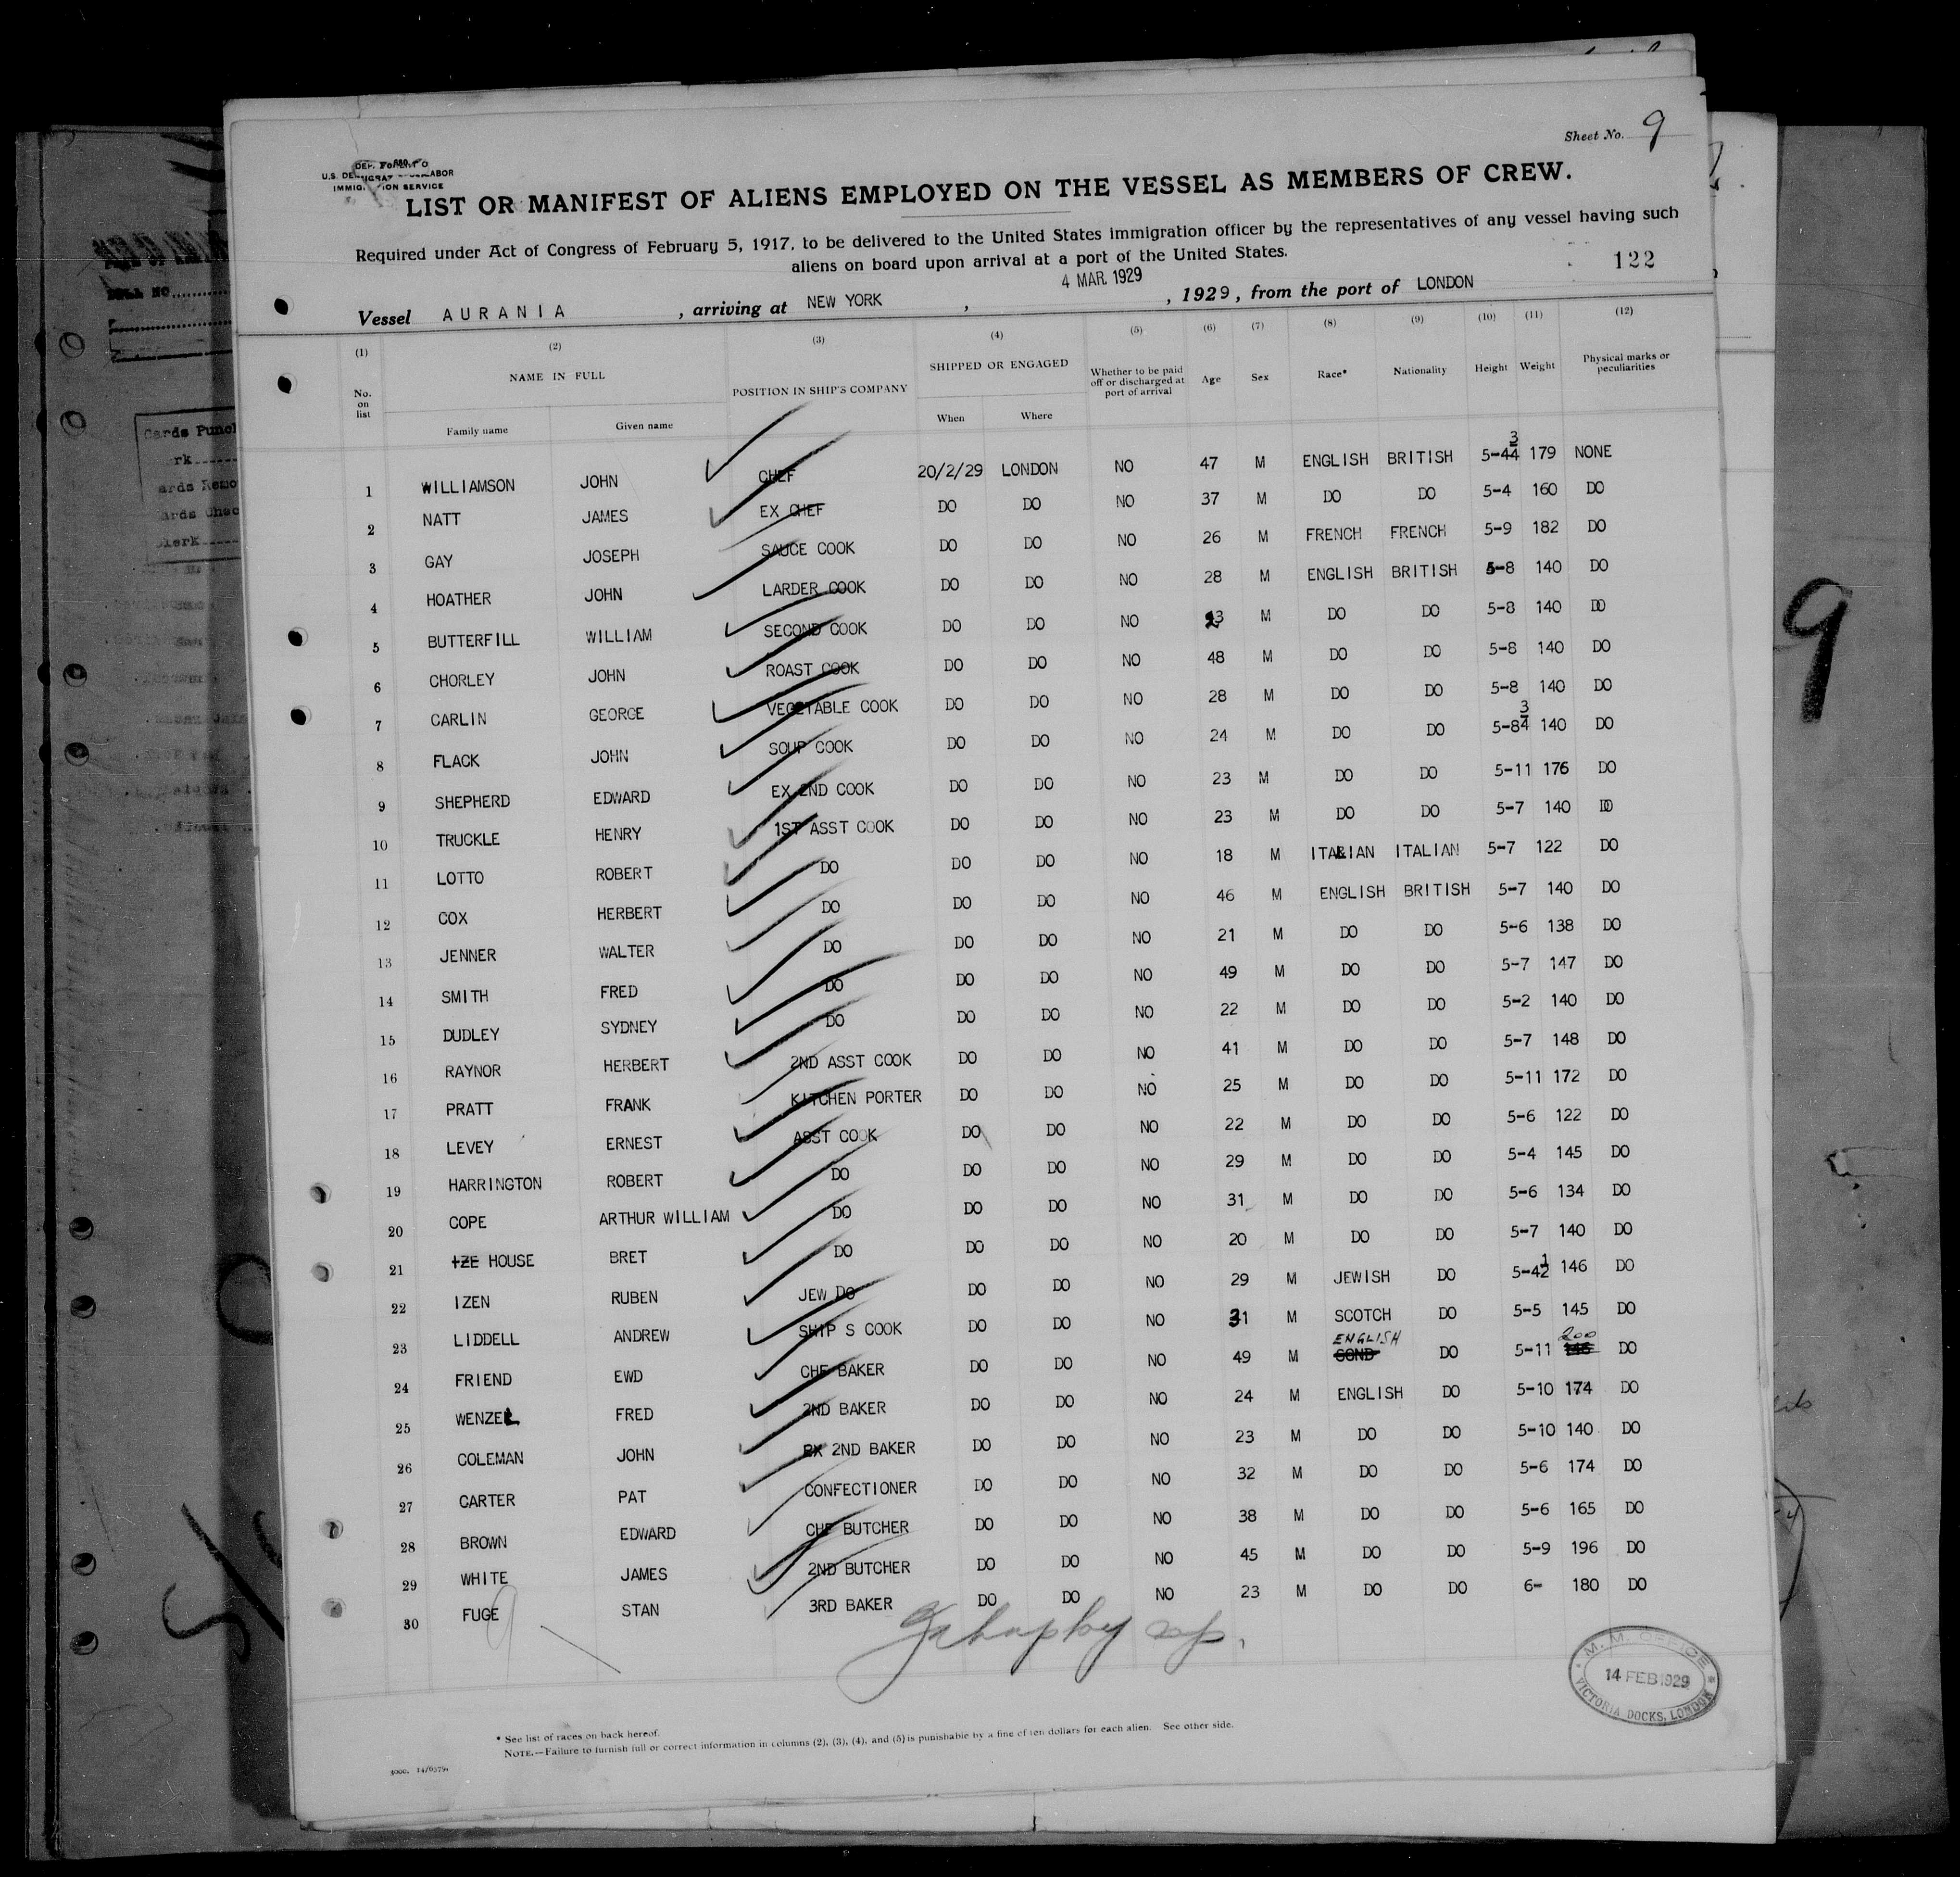 Sheet No. 9
LIST OR MANIFEST OF ALIENS EMPLOYED ON THE VESSEL AS MEMBERS OF CREW.
Required under Act of Congress of February 5, 1917, to be delivered to the United States immigration officer by the representatives of any vessel having such
aliens on board upon arrival at a port of the United States.
122
Vessel AURANIA, arriving at NEW YORK, 4 MAR. 1929, 1929, from the port of LONDON
(1) (2) (3) (4) (5) (6) (7) (8) (9) (10) (11) (12)
No. on list NAME IN FULL POSITION IN SHIP'S COMPANY SHIPPED OR ENGAGED Whether to be paid off or discharged at port of arrival Age Sex Race* Nationality Height Weight Physical marks or peculiarities
Family name Given name When Where
1 WILLIAMSON JOHN CHEF 20/2/29 LONDON NO 47 M ENGLISH BRITISH 5-4¾ 179 NONE
2 NATT JAMES EX CHEF DO DO NO 37 M DO DO 5-4 160 DO
3 GAY JOSEPH SAUCE COOK DO DO NO 26 M FRENCH FRENCH 5-9 182 DO
4 HOATHER JOHN LARDER COOK DO DO NO 28 M ENGLISH BRITISH 5-8 140 DO
5 BUTTERFILL WILLIAM SECOND COOK DO DO NO 23 M DO DO 5-8 140 DO
6 CHORLEY JOHN ROAST COOK DO DO NO 48 M DO DO 5-8 140 DO
7 CARLIN GEORGE VEGETABLE COOK DO DO NO 28 M DO DO 5-8 140 DO
8 FLACK JOHN SOUP COOK DO DO NO 24 M DO DO 5-8¾ 140 DO
9 SHEPHERD EDWARD EX 2ND COOK DO DO NO 23 M DO DO 5-11 176 DO
10 TRUCKLE HENRY 1ST ASST COOK DO DO NO 23 M DO DO 5-7 140 DO
11 LOTTO ROBERT DO DO DO NO 18 M ITALIAN ITALIAN 5-7 122 DO
12 COX HERBERT DO DO DO NO 46 M ENGLISH BRITISH 5-7 140 DO
13 JENNER WALTER DO DO DO NO 21 M DO DO 5-6 138 DO
14 SMITH FRED DO DO DO NO 49 M DO DO 5-7 147 DO
15 DUDLEY SYDNEY DO DO DO NO 22 M DO DO 5-2 140 DO
16 RAYNOR HERBERT 2ND ASST COOK DO DO NO 41 M DO DO 5-7 148 DO
17 PRATT FRANK KITCHEN PORTER DO DO NO 25 M DO DO 5-11 172 DO
18 LEVEY ERNEST ASST COOK DO DO NO 22 M DO DO 5-6 122 DO
19 HARRINGTON ROBERT DO DO DO NO 29 M DO DO 5-4 145 DO
20 COPE ARTHUR WILLIAM DO DO DO NO 31 M DO DO 5-6 134 DO
21 IZE HOUSE BRET DO DO DO NO 20 M DO DO 5-7 140 DO
22 IZEN RUBEN JEW DO DO DO NO 29 M JEWISH DO 5-4½ 146 DO
23 LIDDELL ANDREW SHIP S COOK DO DO NO 31 M SCOTCH DO 5-5 145 DO
24 FRIEND EWD CHF BAKER DO DO NO 49 M ENGLISH DO 5-11 200 DO
25 WENZEL FRED 2ND BAKER DO DO NO 24 M ENGLISH DO 5-10 174 DO
26 COLEMAN JOHN EX 2ND BAKER DO DO NO 23 M DO DO 5-10 140 DO
27 CARTER PAT CONFECTIONER DO DO NO 32 M DO DO 5-6 174 DO
28 BROWN EDWARD CHF BUTCHER DO DO NO 38 M DO DO 5-6 165 DO
29 WHITE JAMES 2ND BUTCHER DO DO NO 45 M DO DO 5-9 196 DO
30 FUGE STAN 3RD BAKER DO DO NO 23 M DO DO 6- 180 DO
9
M. M. OFFICE
14 FEB 1929
VICTORIA DOCKS, LONDON
* See list of races on back hereof.
NOTE.—Failure to furnish full or correct information in columns (2), (3), (4), and (5) is punishable by a fine of ten dollars for each alien. See other side.
9